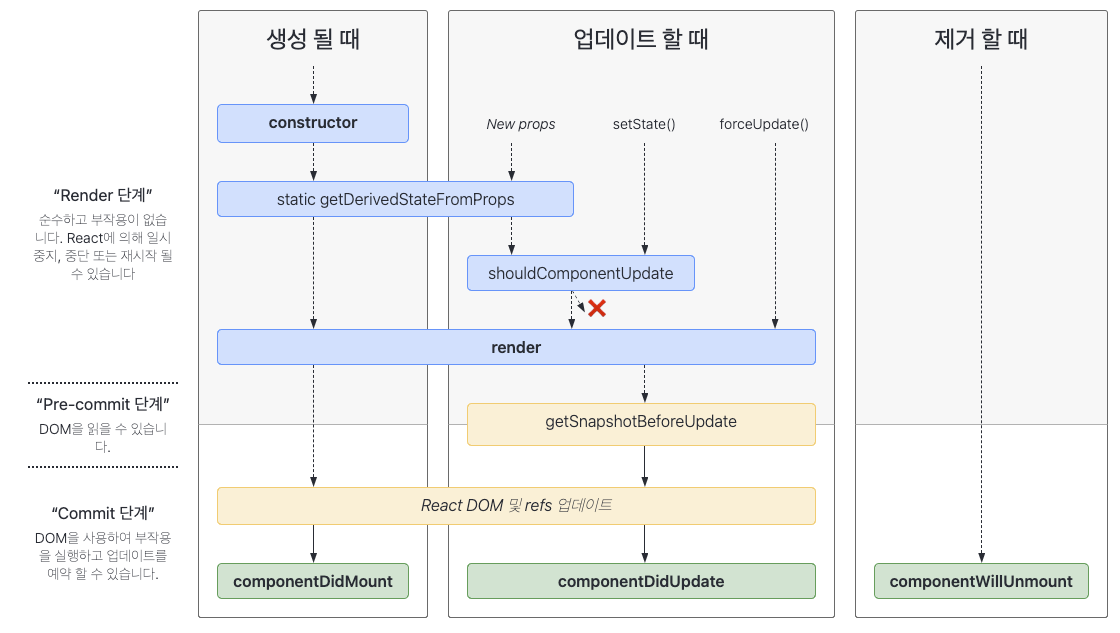 생성 될 때
업데이트 할 때
제거 할 때
constructor
New props
setState()
forceUpdate()
“Render 단계”
순수하고 부작용이 없습
니다. React에 의해 일시
중지, 중단 또는 재시작 될
수 있습니다
static getDerivedStateFromProps
shouldComponentUpdate
render
“Pre-commit 단계”
DOM을 읽을 수 있습니
다.
getSnapshotBeforeUpdate
React DOM 및 refs 업데이트
“Commit 단계”
DOM을 사용하여 부작용
을 실행하고 업데이트를
예약 할 수 있습니다.
componentDidMount
componentDidUpdate
componentWillUnmount